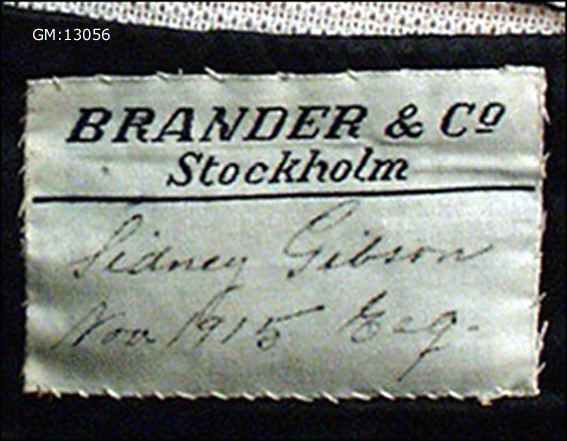 GM:13056
BRANDER & Co
Stockholm
Sidney Gibson
Nov. 1915 Esq.